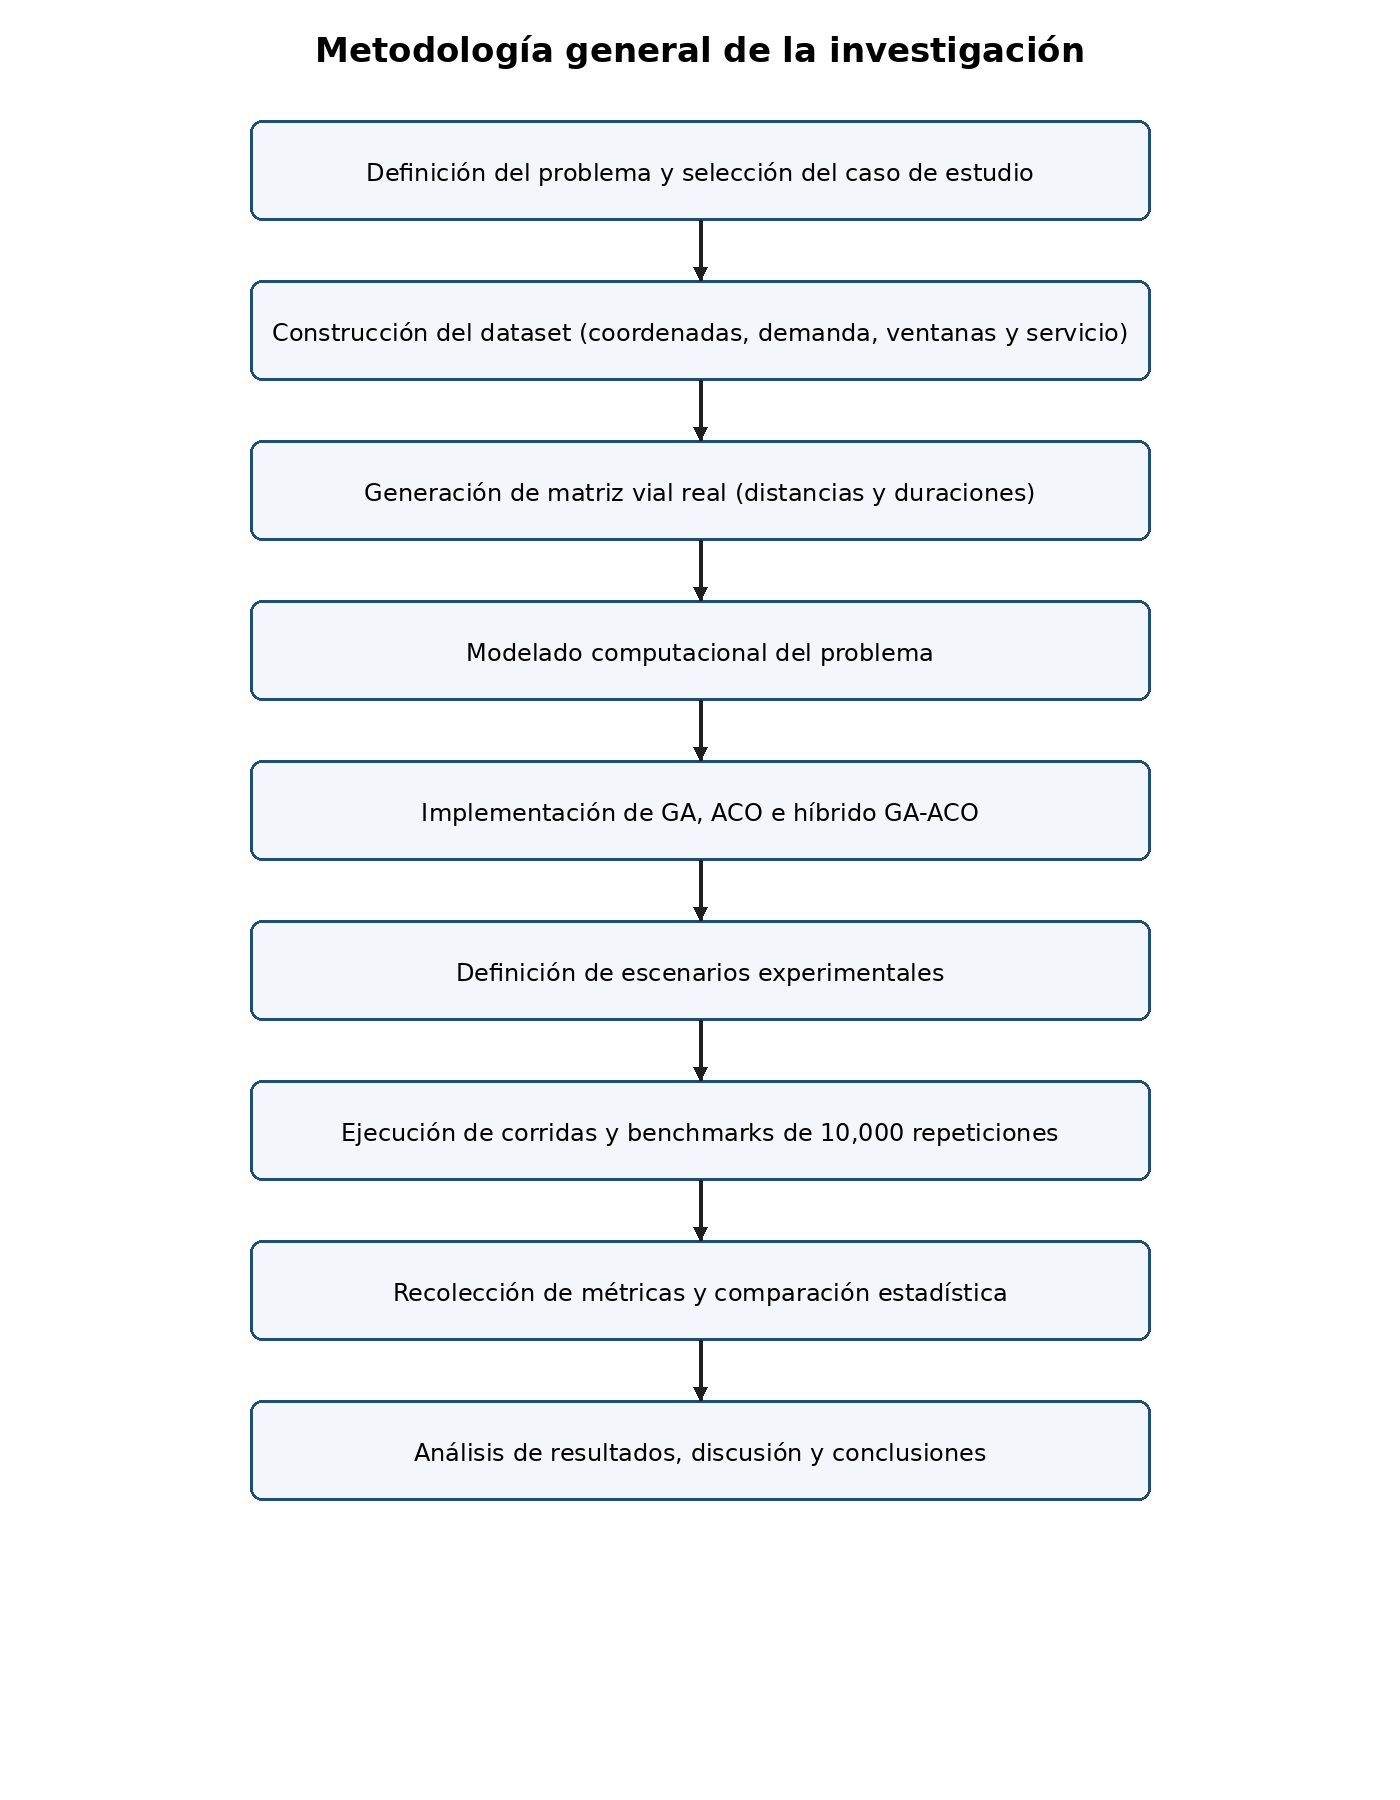 Metodología general de la investigación
Definición del problema y selección del caso de estudio
Construcción del dataset (coordenadas, demanda, ventanas y servicio)
Generación de matriz vial real (distancias y duraciones)
Modelado computacional del problema
Implementación de GA, ACO e híbrido GA-ACO
Definición de escenarios experimentales
Ejecución de corridas y benchmarks de 10,000 repeticiones
Recolección de métricas y comparación estadística
Análisis de resultados, discusión y conclusiones